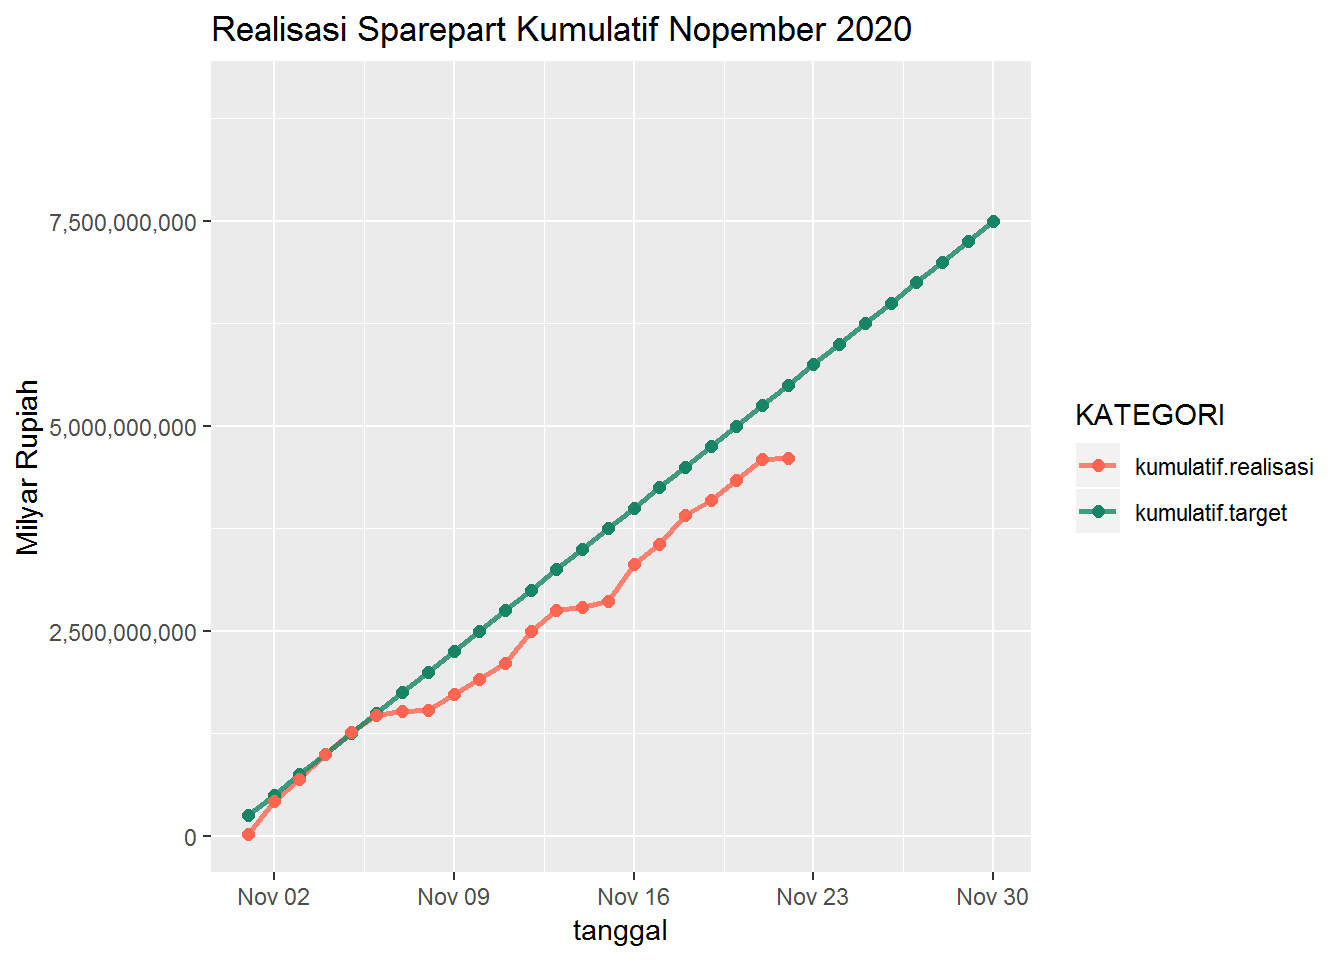 Realisasi Sparepart Kumulatif Nopember 2020
Milyar Rupiah
7,500,000,000
5,000,000,000
2,500,000,000
0
Nov 02
Nov 09
Nov 16
Nov 23
Nov 30
tanggal
KATEGORI
kumulatif.realisasi
kumulatif.target